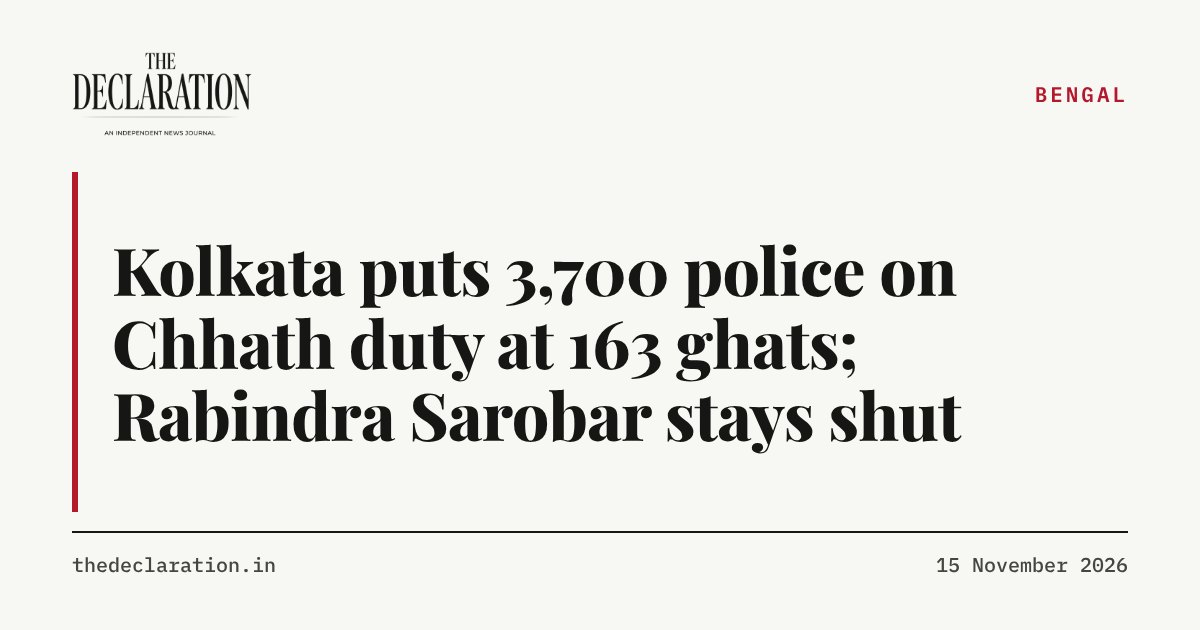 THE
DECLARATION
AN INDEPENDENT NEWS JOURNAL
BENGAL
Kolkata puts 3,700 police on
Chhath duty at 163 ghats;
Rabindra Sarobar stays shut
thedeclaration.in
15 November 2026